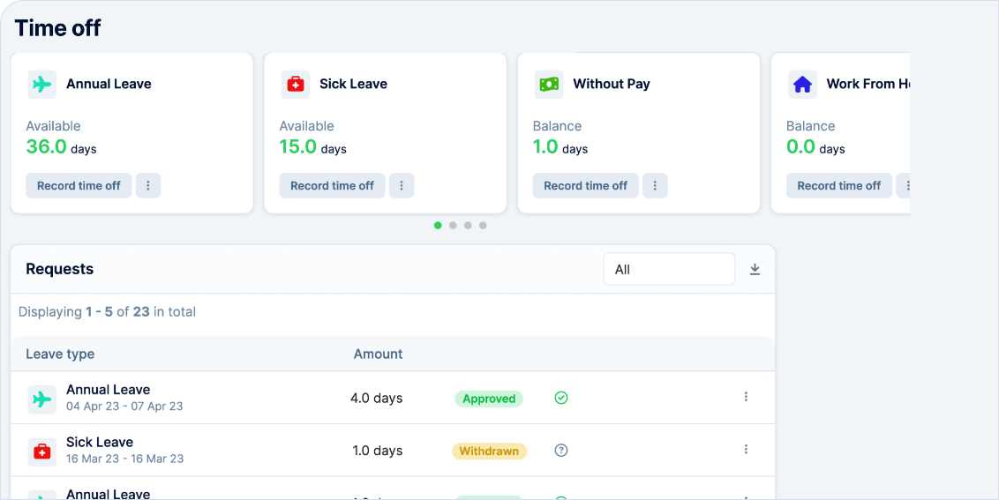 Time off
Annual Leave
Available
36.0 days
Record time off
Sick Leave
Available
15.0 days
Record time off
Without Pay
Balance
1.0 days
Record time off
Work From
Balance
0.0 days
Record time off
Requests
All
Displaying 1 - 5 of 23 in total
Leave type Amount
Annual Leave
04 Apr 23 - 07 Apr 23
4.0 days
Approved
Sick Leave
16 Mar 23 - 16 Mar 23
1.0 days
Withdrawn
Annual Leave